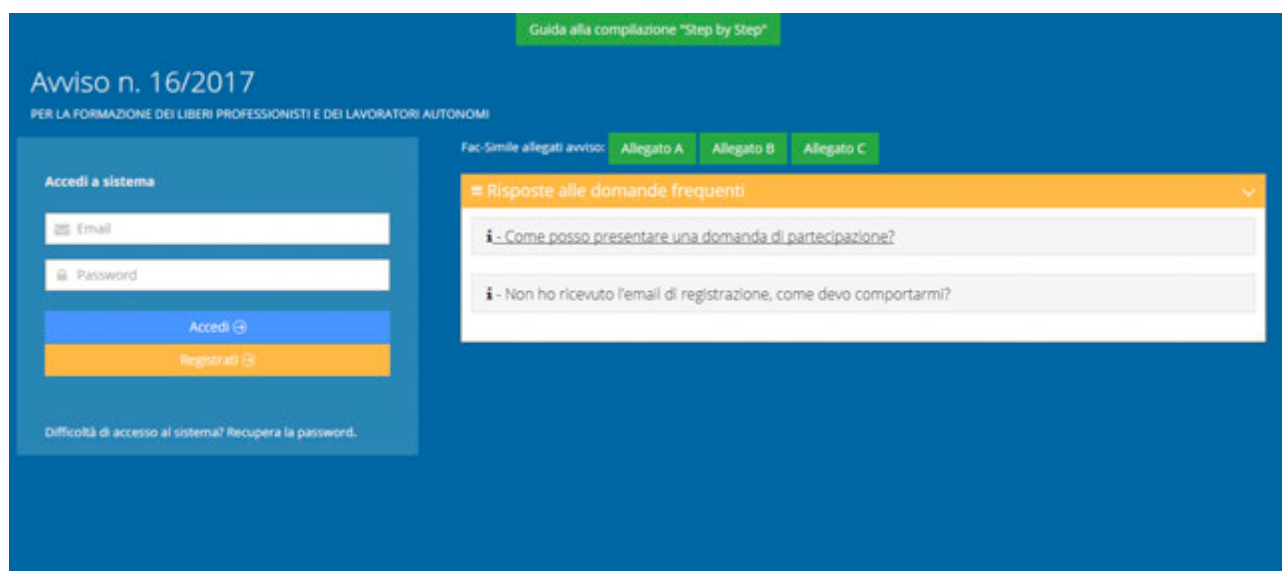 Guida alla compilazione "Step by Step"
Avviso n. 16/2017
PER LA FORMAZIONE DEI LIBERI PROFESSIONISTI E DEI LAVORATORI AUTONOMI
Accedi a sistema
Email
Password
Accedi
Registrati
Difficoltà di accesso al sistema? Recupera la password.
Fac-Simile allegati avviso: Allegato A Allegato B Allegato C
Risposte alle domande frequenti
i - Come posso presentare una domanda di partecipazione?
i - Non ho ricevuto l'email di registrazione, come devo comportarmi?